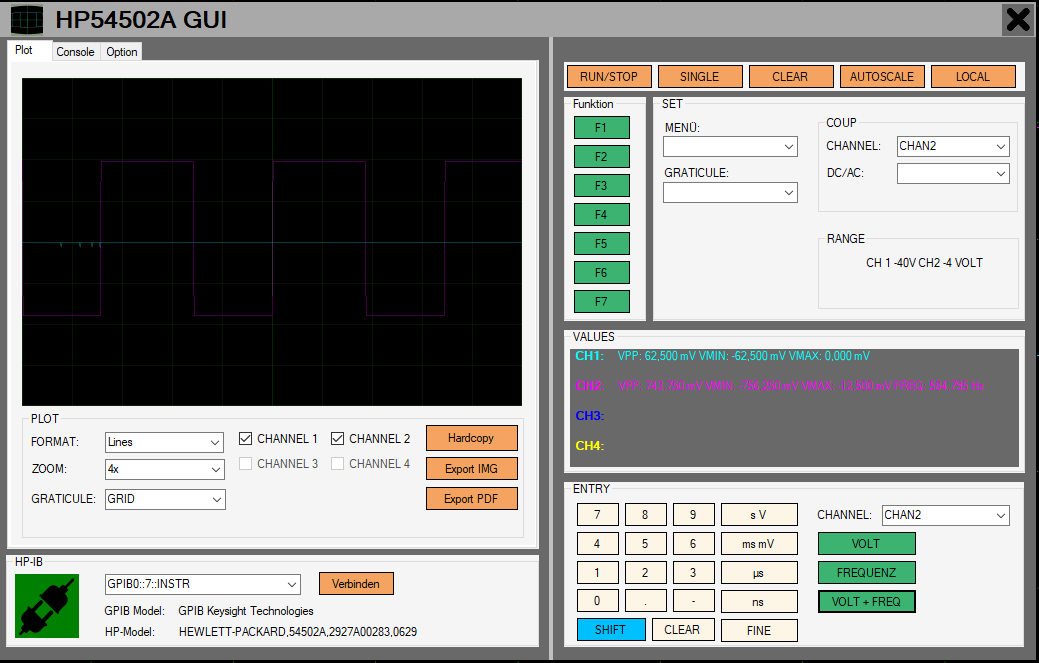 HP54502A GUI
Plot Console Option
RUN/STOP SINGLE CLEAR AUTOSCALE LOCAL
Funktion
F1
F2
F3
F4
F5
F6
F7
SET
MENÜ:
GRATICULE:
COUP
CHANNEL: CHAN2
DC/AC:
RANGE
CH 1 -40V CH2 -4 VOLT
VALUES
CH1: VPP: 62,500 mV VMIN: -62,500 mV VMAX: 0,000 mV
CH2: VMIN: VMAX:
CH3:
CH4:
PLOT
FORMAT: Lines
ZOOM: 4x
GRATICULE: GRID
CHANNEL 1 CHANNEL 2
CHANNEL 3 CHANNEL 4
Hardcopy
Export IMG
Export PDF
HP-IB
GPIB0::7::INSTR Verbinden
GPIB Model: GPIB Keysight Technologies
HP-Model: HEWLETT-PACKARD,54502A,2927A00283,0629
ENTRY
7 8 9 s V
4 5 6 ms mV
1 2 3 µs
0 . - ns
SHIFT CLEAR FINE
CHANNEL: CHAN2
VOLT
FREQUENZ
VOLT + FREQ